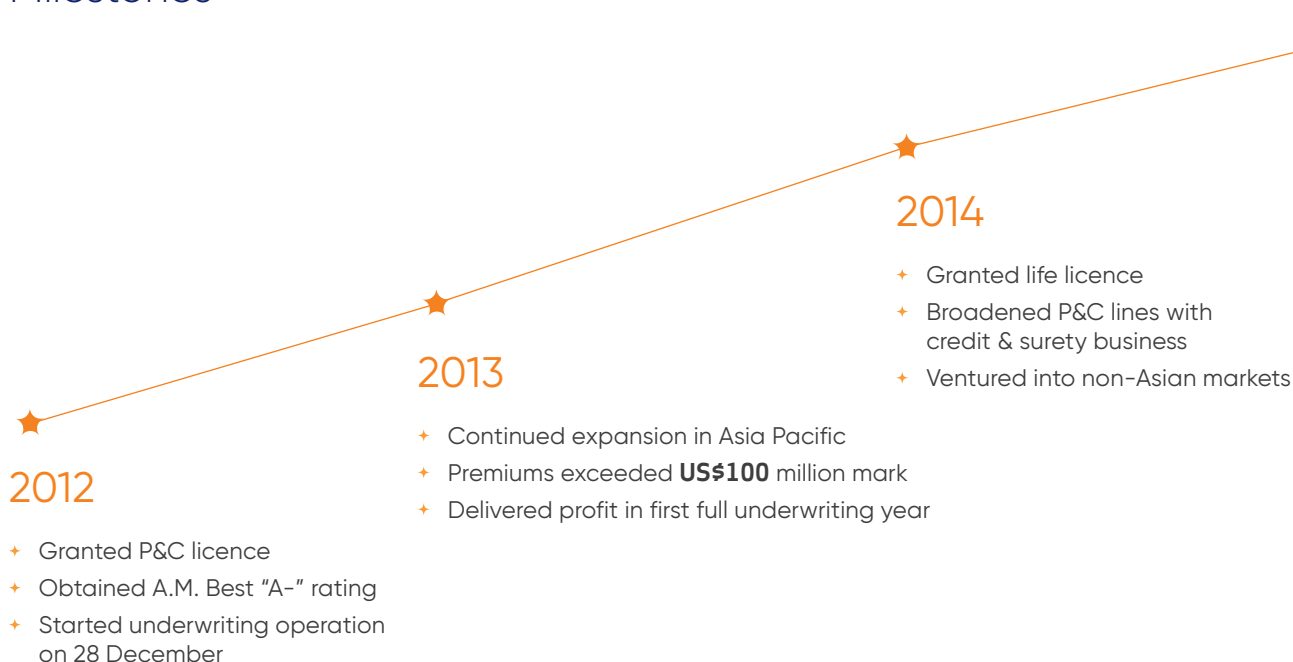 Milestones
2012
Granted P&C licence
Obtained A.M. Best “A-” rating
Started underwriting operation
on 28 December
2013
Continued expansion in Asia Pacific
Premiums exceeded US$100 million mark
Delivered profit in first full underwriting year
2014
Granted life licence
Broadened P&C lines with
credit & surety business
Ventured into non-Asian markets